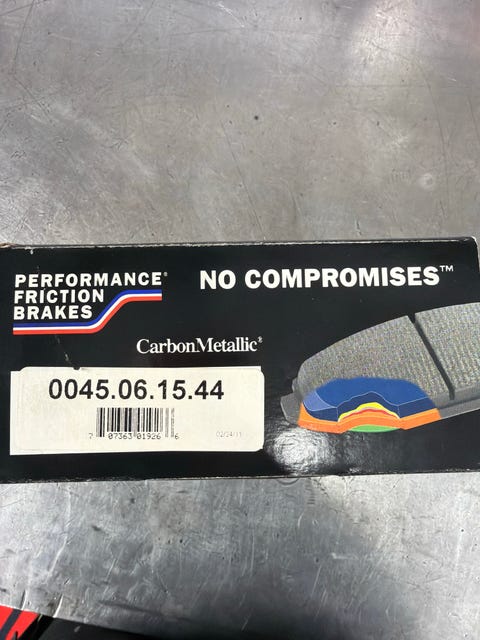 PERFORMANCE®
FRICTION
BRAKES
NO COMPROMISES™
CarbonMetallic®
0045.06.15.44
7 07363 01926 6
02/24/11